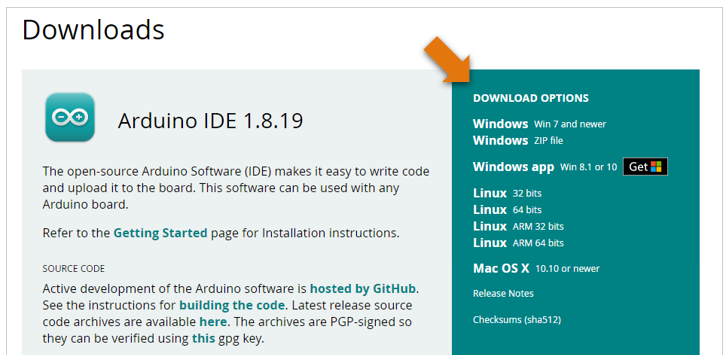 Downloads
Arduino IDE 1.8.19
The open-source Arduino Software (IDE) makes it easy to write code
and upload it to the board. This software can be used with any
Arduino board.
Refer to the Getting Started page for Installation instructions.
SOURCE CODE
Active development of the Arduino software is hosted by GitHub.
See the instructions for building the code. Latest release source
code archives are available here. The archives are PGP-signed so
they can be verified using this gpg key.
DOWNLOAD OPTIONS
Windows Win 7 and newer
Windows ZIP file
Windows app Win 8.1 or 10 Get
Linux 32 bits
Linux 64 bits
Linux ARM 32 bits
Linux ARM 64 bits
Mac OS X 10.10 or newer
Release Notes
Checksums (sha512)